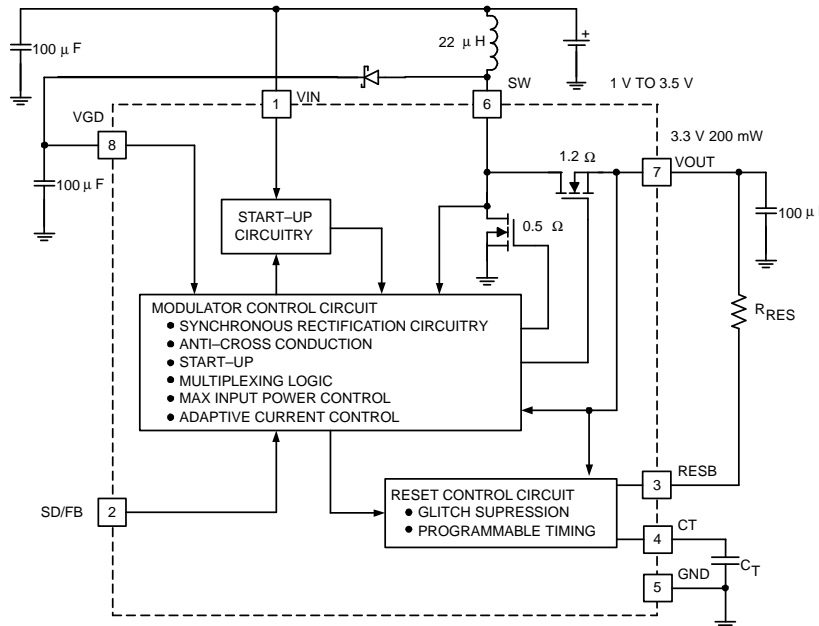 100 μ F
22 μ H
+
1 V TO 3.5 V
SW
VIN
1
6
VGD
8
3.3 V 200 mW
VOUT
7
1.2 Ω
100 μ F
100 μ
START–UP
CIRCUITRY
0.5 Ω
RRES
MODULATOR CONTROL CIRCUIT
● SYNCHRONOUS RECTIFICATION CIRCUITRY
● ANTI–CROSS CONDUCTION
● START–UP
● MULTIPLEXING LOGIC
● MAX INPUT POWER CONTROL
● ADAPTIVE CURRENT CONTROL
RESB
3
SD/FB
2
RESET CONTROL CIRCUIT
● GLITCH SUPRESSION
● PROGRAMMABLE TIMING
CT
4
CT
GND
5